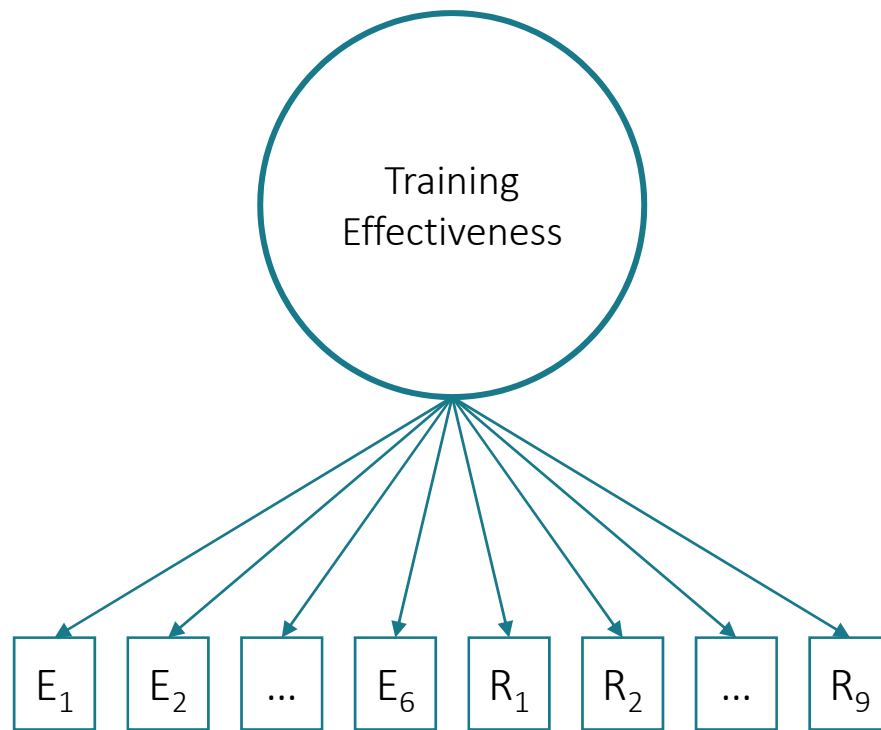 Training
Effectiveness
E₁ E₂ ... E₆ R₁ R₂ ... R₉